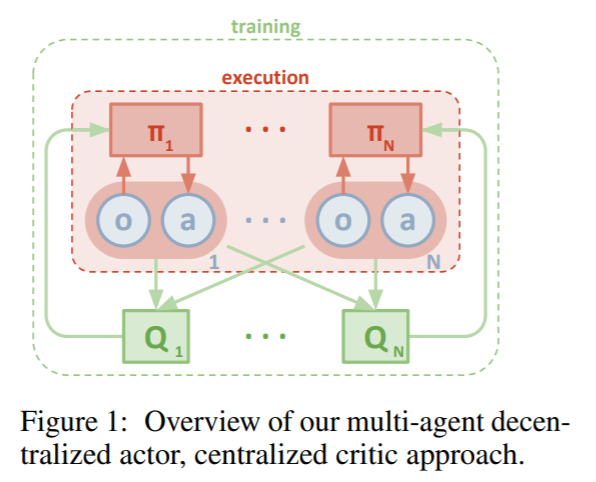 training
execution
π1 ··· πN
o a ··· o a
1 N
Q1 ··· QN
Figure 1: Overview of our multi-agent decen-
tralized actor, centralized critic approach.